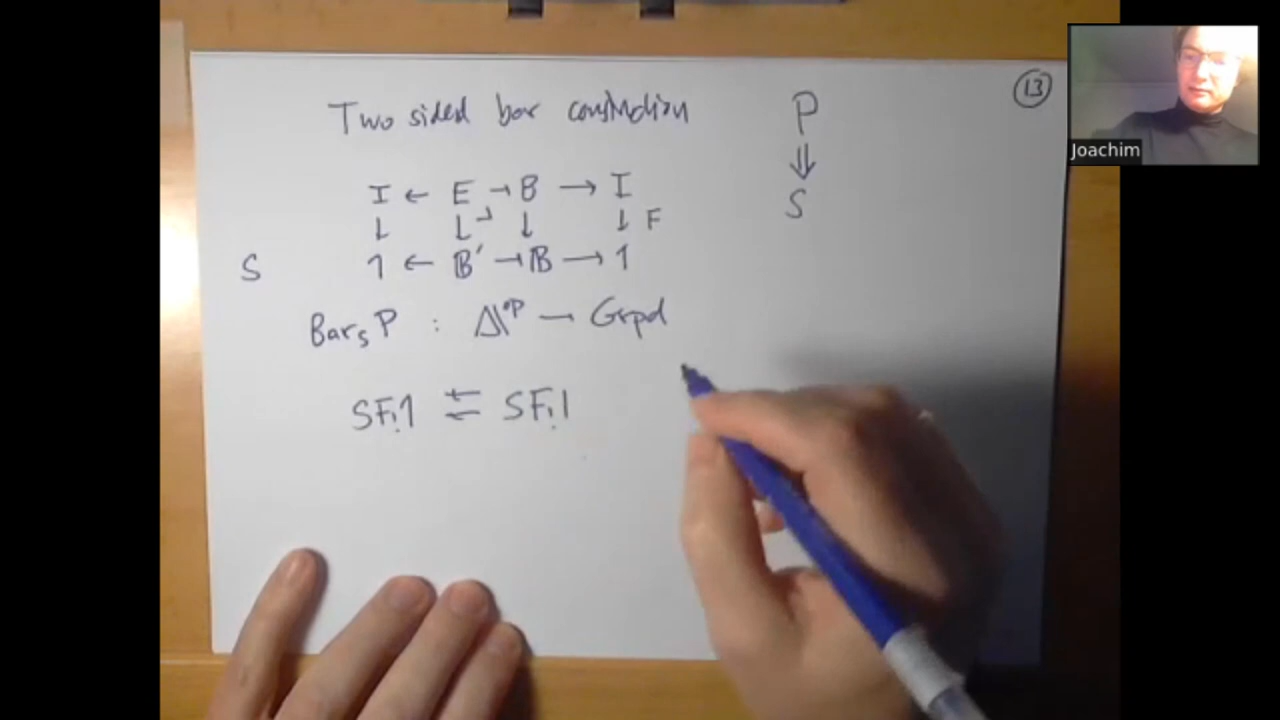 Two sided bar construction
P
⇓
S
13
I ← E → B → I
↓ ↓ ⌟ ↓ ↓ F
S 1 ← B′ → B → 1
Bar_S P : Δ^op → Grpd
SF!1 ⇇ SF!1
Joachim